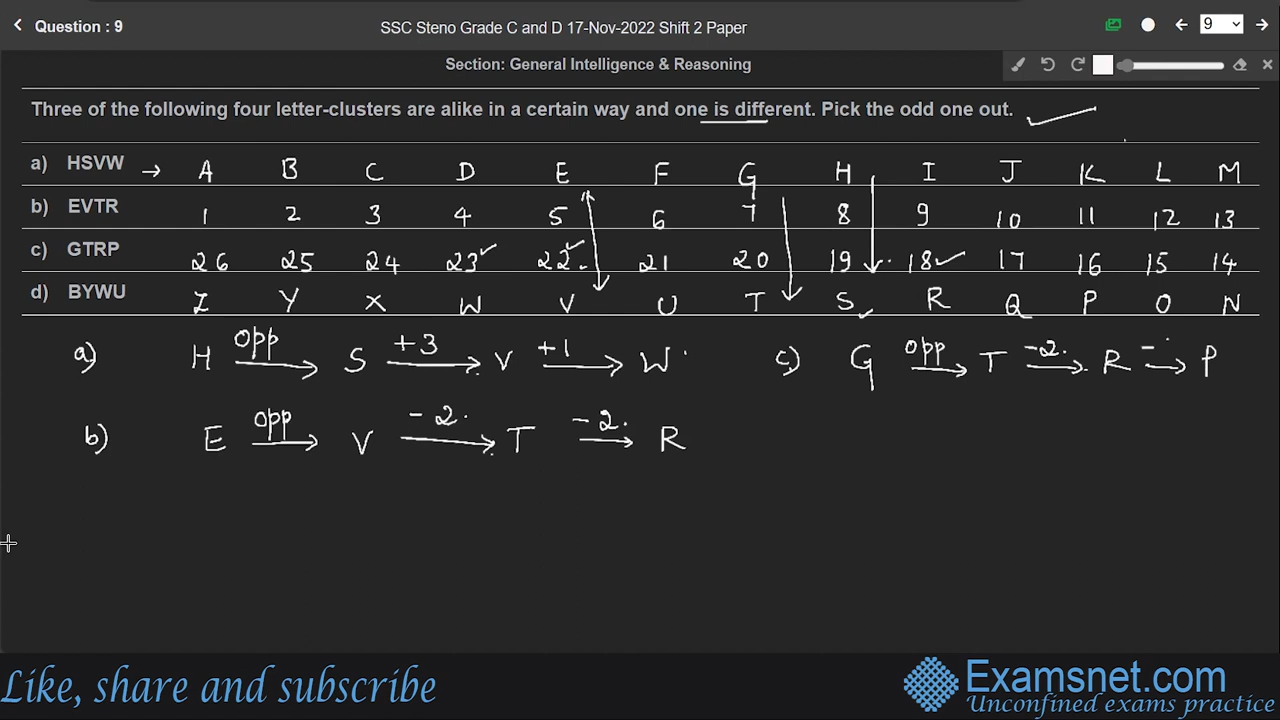 Question : 9
SSC Steno Grade C and D 17-Nov-2022 Shift 2 Paper
9
Section: General Intelligence & Reasoning
Three of the following four letter-clusters are alike in a certain way and one is different. Pick the odd one out.
a) HSVW → A B C D E F G H I J K L M
b) EVTR 1 2 3 4 5 6 7 8 9 10 11 12 13
c) GTRP 26 25 24 23 22 21 20 19 18 17 16 15 14
d) BYWU Z Y X W V U T S R Q P O N
a) H opp → S +3 → V +1 → W c) G opp → T -2 → R - → P
b) E opp → V -2 → T -2 → R
Like, share and subscribe
Examsnet.com
Unconfined exams practice